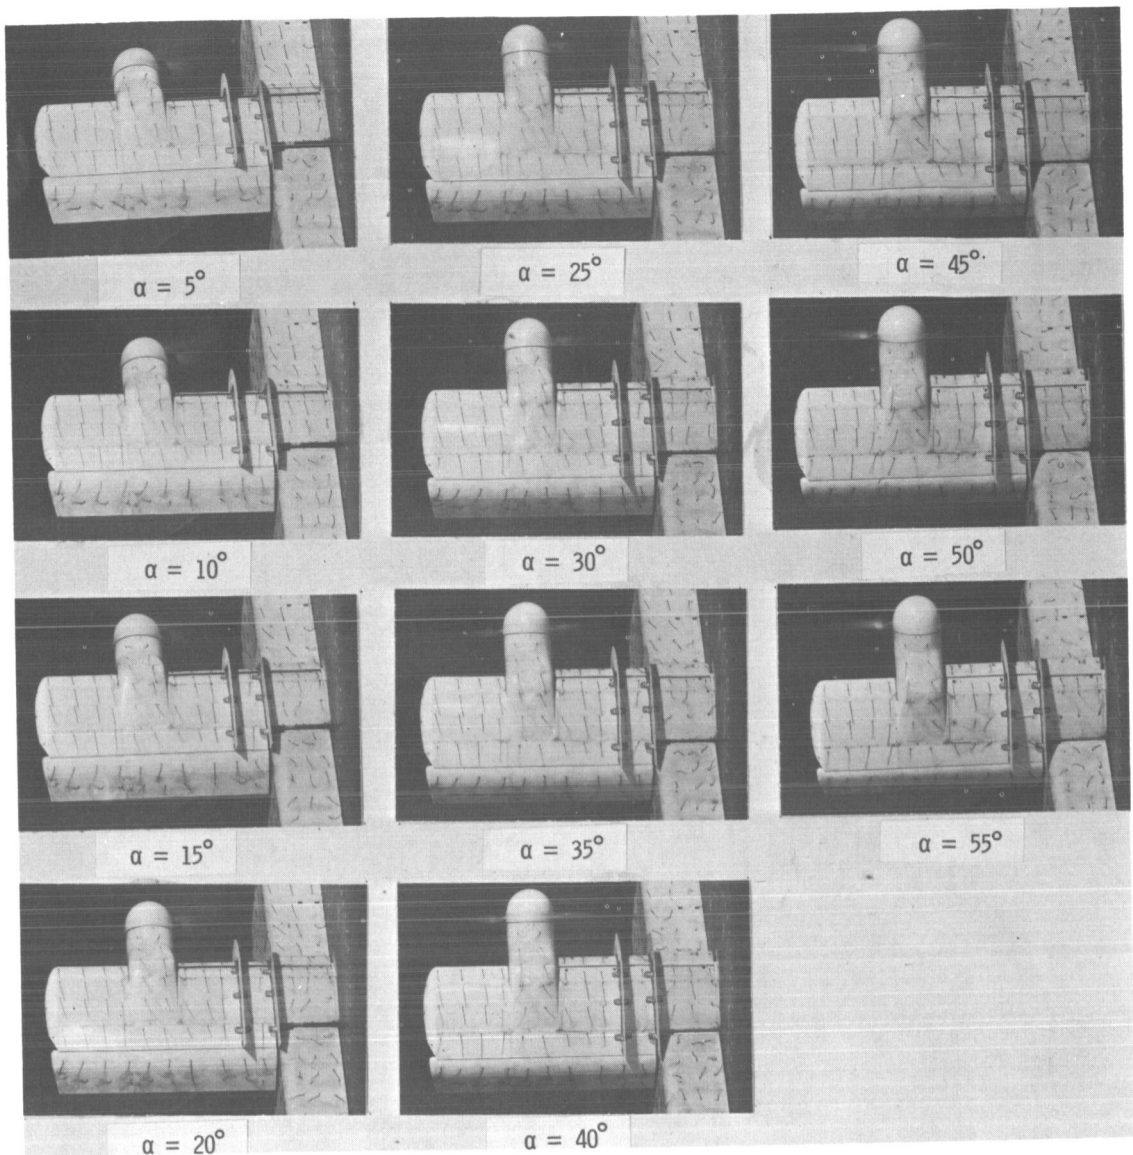 α = 5°
α = 25°
α = 45°
α = 10°
α = 30°
α = 50°
α = 15°
α = 35°
α = 55°
α = 20°
α = 40°